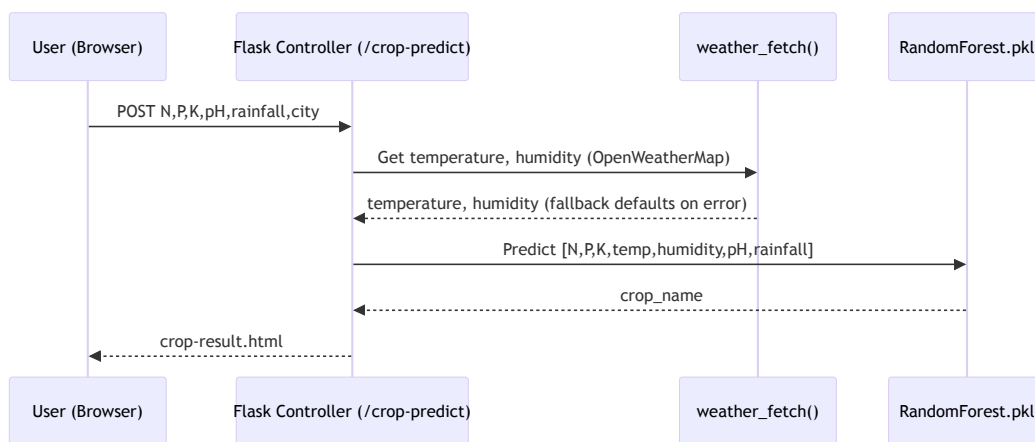 User (Browser)
Flask Controller (/crop-predict)
weather_fetch()
RandomForest.pkl
POST N,P,K,pH,rainfall,city
Get temperature, humidity (OpenWeatherMap)
temperature, humidity (fallback defaults on error)
Predict [N,P,K,temp,humidity,pH,rainfall]
crop_name
crop-result.html
User (Browser)
Flask Controller (/crop-predict)
weather_fetch()
RandomForest.pkl